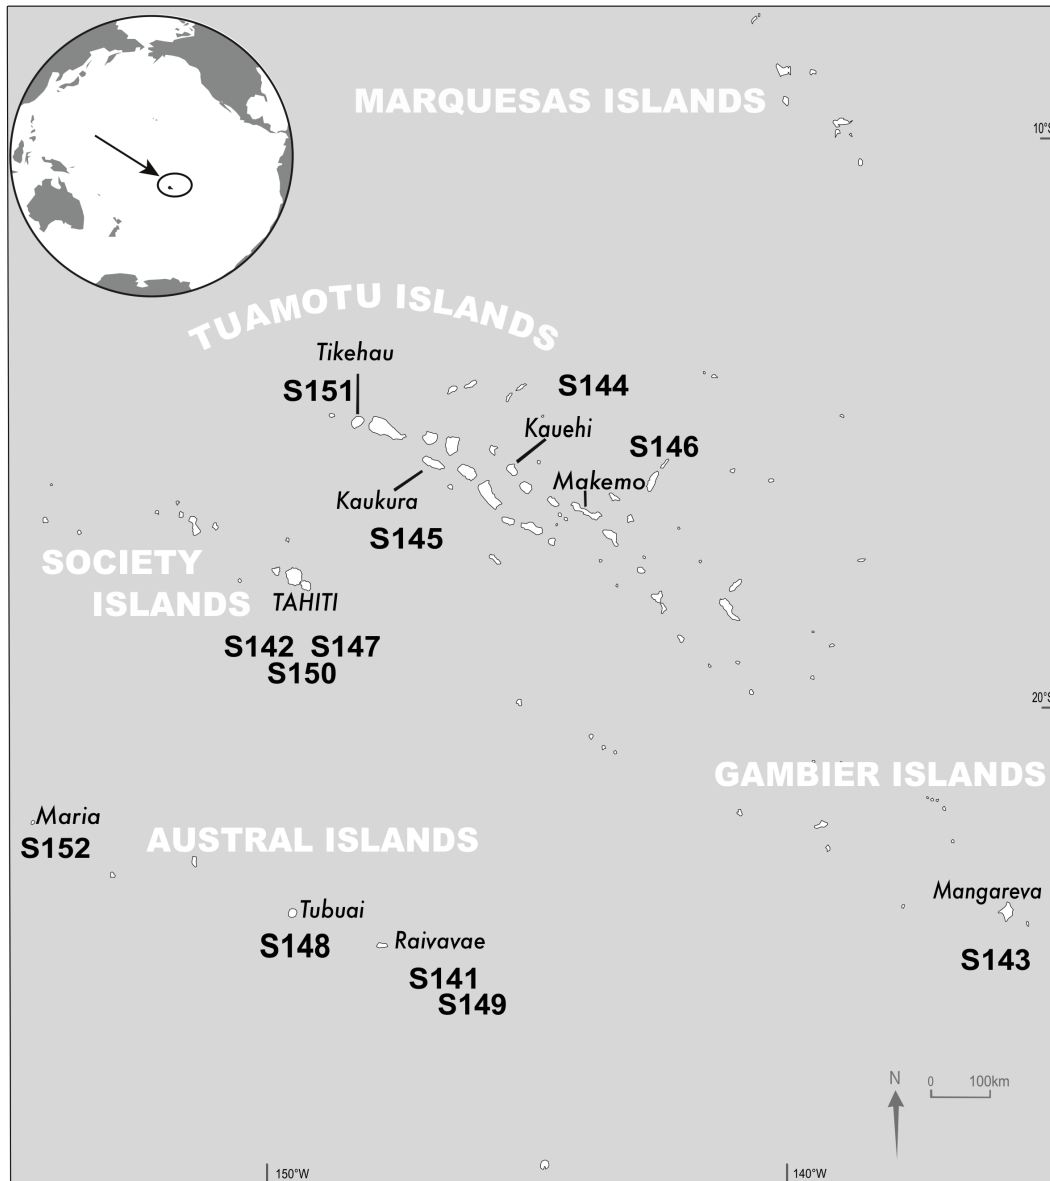 MARQUESAS ISLANDS
10°S
TUAMOTU ISLANDS
Tikehau
S151
S144
Kauehi
S146
Makemo
Kaukura
S145
SOCIETY
ISLANDS
TAHITI
S142 S147
S150
20°S
GAMBIER ISLANDS
Maria
S152
AUSTRAL ISLANDS
Mangareva
Tubuai
S148
Raivavae
S143
S141
S149
N
0 100km
150°W
140°W